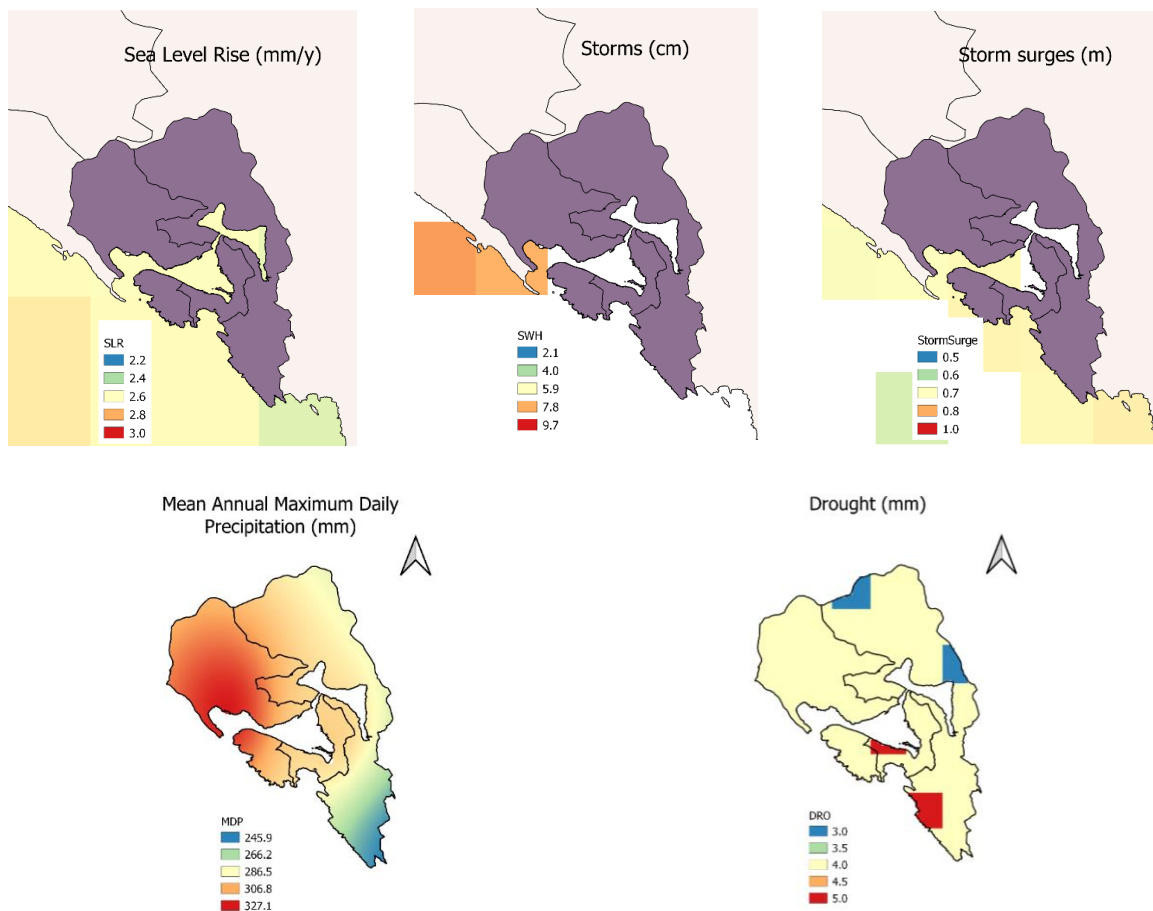 Sea Level Rise (mm/y)
SLR
2.2
2.4
2.6
2.8
3.0
Storms (cm)
SWH
2.1
4.0
5.9
7.8
9.7
Storm surges (m)
StormSurge
0.5
0.6
0.7
0.8
1.0
Mean Annual Maximum Daily
Precipitation (mm)
MDP
245.9
266.2
286.5
306.8
327.1
Drought (mm)
DRO
3.0
3.5
4.0
4.5
5.0